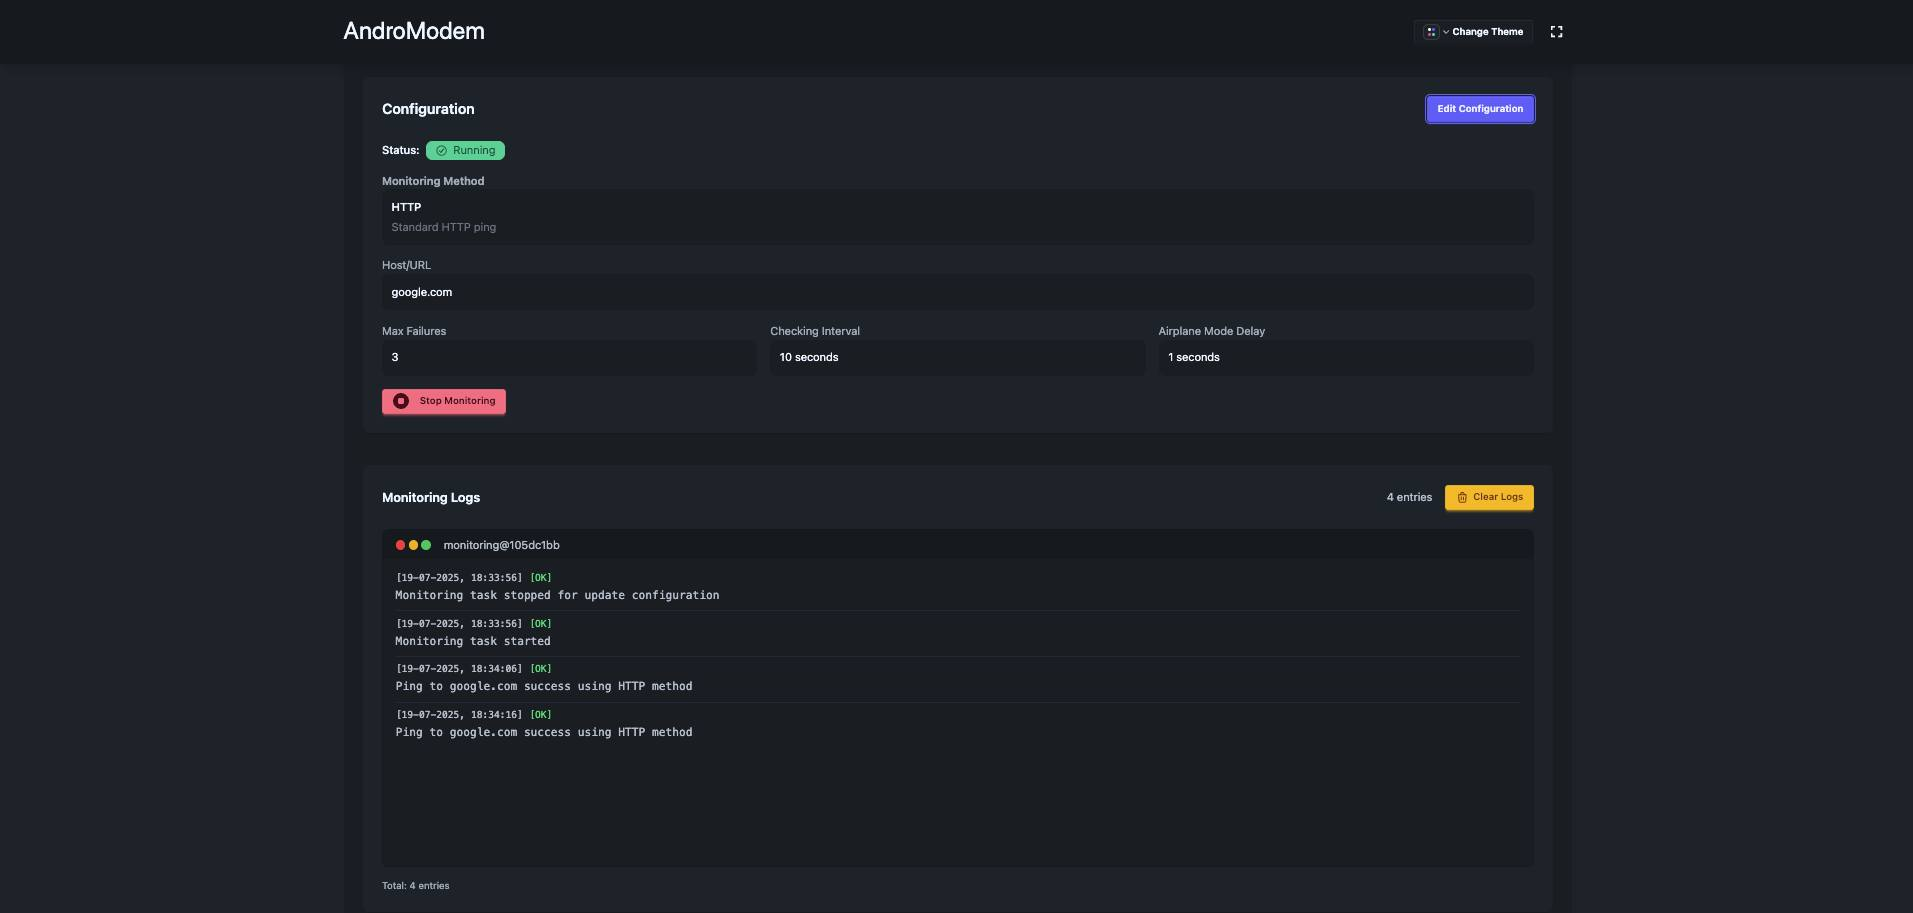 AndroModem
Change Theme
Configuration
Edit Configuration
Status: Running
Monitoring Method
HTTP
Standard HTTP ping
Host/URL
google.com
Max Failures
Checking Interval
Airplane Mode Delay
3
10 seconds
1 seconds
Stop Monitoring
Monitoring Logs
4 entries
Clear Logs
monitoring@105dc1bb
[19-07-2025, 18:33:56] [OK]
Monitoring task stopped for update configuration
[19-07-2025, 18:33:56] [OK]
Monitoring task started
[19-07-2025, 18:34:06] [OK]
Ping to google.com success using HTTP method
[19-07-2025, 18:34:16] [OK]
Ping to google.com success using HTTP method
Total: 4 entries